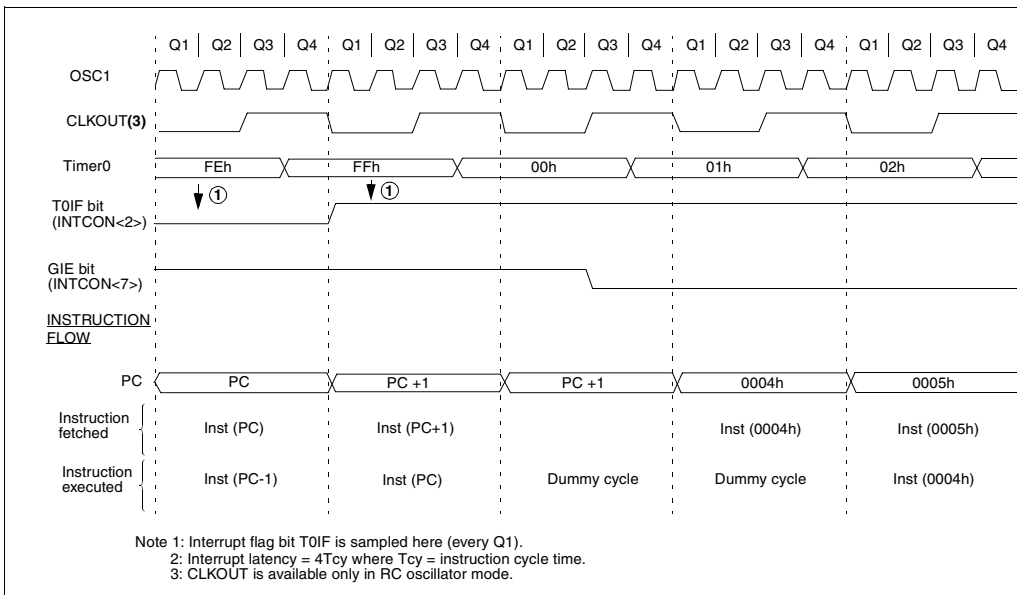 Q1 Q2 Q3 Q4 Q1 Q2 Q3 Q4 Q1 Q2 Q3 Q4 Q1 Q2 Q3 Q4 Q1 Q2 Q3 Q4
OSC1
CLKOUT(3)
Timer0 FEh FFh 00h 01h 02h
1 1
T0IF bit
(INTCON<2>)
GIE bit
(INTCON<7>)
INSTRUCTION
FLOW
PC PC PC +1 PC +1 0004h 0005h
Instruction
fetched
Inst (PC) Inst (PC+1) Inst (0004h) Inst (0005h)
Instruction
executed
Inst (PC-1) Inst (PC) Dummy cycle Dummy cycle Inst (0004h)
Note 1: Interrupt flag bit T0IF is sampled here (every Q1).
2: Interrupt latency = 4Tcy where Tcy = instruction cycle time.
3: CLKOUT is available only in RC oscillator mode.